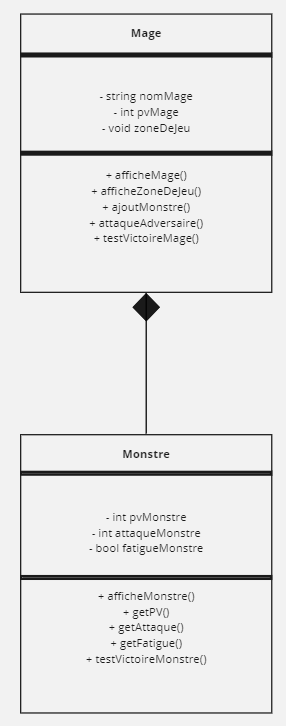 Mage
- string nomMage
- int pvMage
- void zoneDeJeu
+ afficheMage()
+ afficheZoneDeJeu()
+ ajoutMonstre()
+ attaqueAdversaire()
+ testVictoireMage()
Monstre
- int pvMonstre
- int attaqueMonstre
- bool fatigueMonstre
+ afficheMonstre()
+ getPV()
+ getAttaque()
+ getFatigue()
+ testVictoireMonstre()